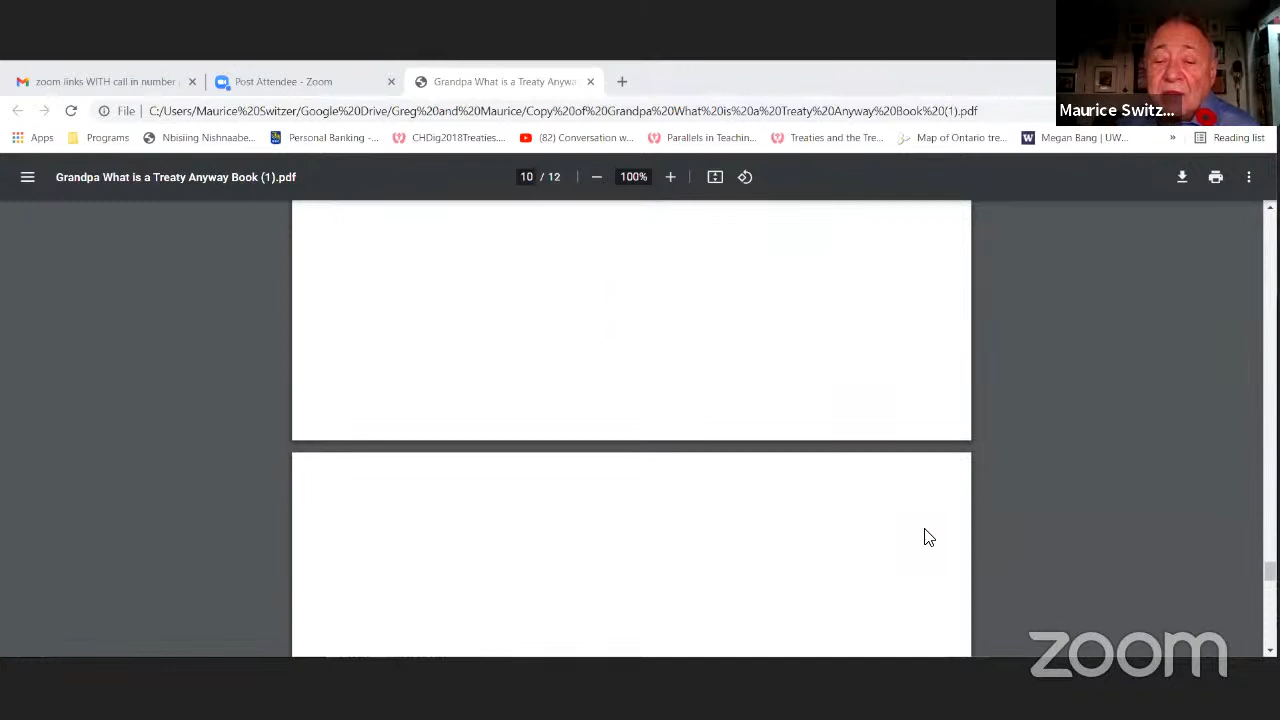 zoom links WITH call in number
Post Attendee - Zoom
Grandpa What is a Treaty Anywa
File
C:/Users/Maurice%20Switzer/Google%20Drive/Greg%20and%20Maurice/Copy%20of%20Grandpa%20What%20is%20a%20Treaty%20Anyway%20Book%20(1).pdf
Apps
Programs
Nbisiing Nishnaabe...
Personal Banking -...
CHDig2018Treaties....
(82) Conversation w...
Parallels in Teachin...
Treaties and the Tre...
Map of Ontario tre...
Megan Bang | UW...
»
Reading list
Grandpa What is a Treaty Anyway Book (1).pdf
10 / 12
100%
Maurice Switz...
zoom